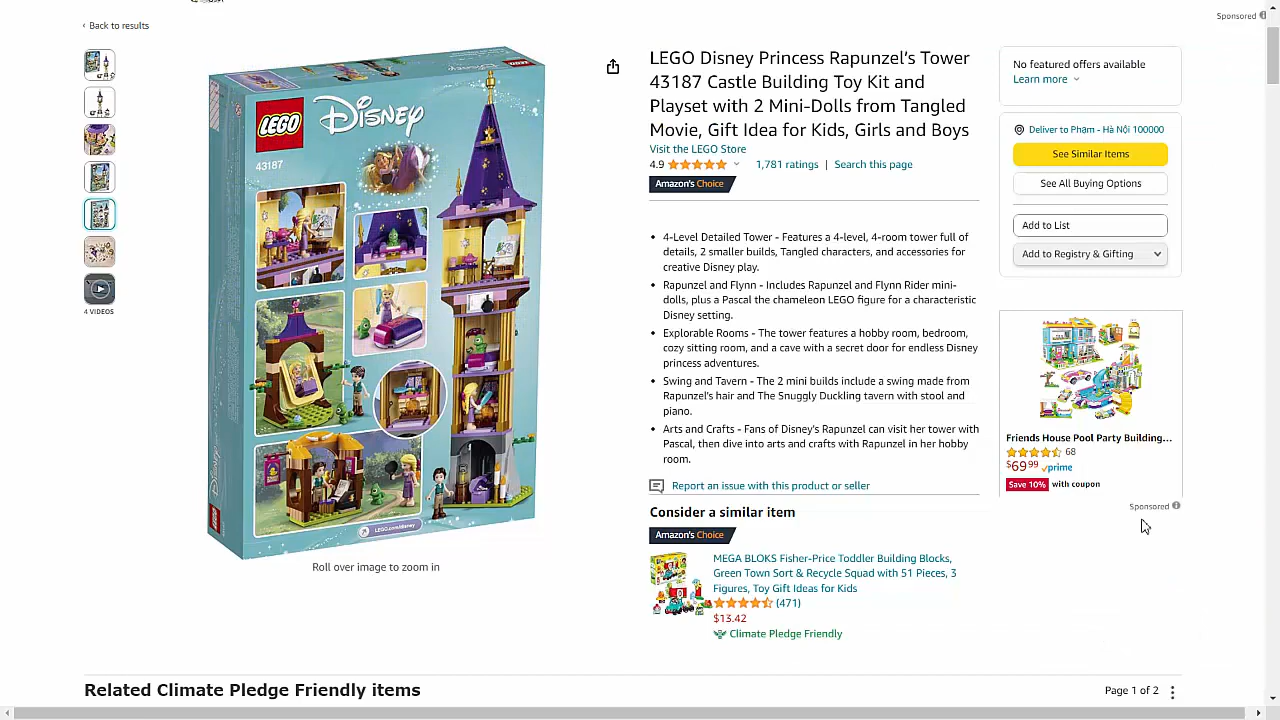 Sponsored
‹ Back to results
LEGO
Disney
43187
LEGO.com/disney
4 VIDEOS
Roll over image to zoom in
LEGO Disney Princess Rapunzel's Tower
43187 Castle Building Toy Kit and
Playset with 2 Mini-Dolls from Tangled
Movie, Gift Idea for Kids, Girls and Boys
Visit the LEGO Store
4.9
1,781 ratings | Search this page
Amazon's Choice
• 4-Level Detailed Tower - Features a 4-level, 4-room tower full of
details, 2 smaller builds, Tangled characters, and accessories for
creative Disney play.
• Rapunzel and Flynn - Includes Rapunzel and Flynn Rider mini-
dolls, plus a Pascal the chameleon LEGO figure for a characteristic
Disney setting.
• Explorable Rooms - The tower features a hobby room, bedroom,
cozy sitting room, and a cave with a secret door for endless Disney
princess adventures.
• Swing and Tavern - The 2 mini builds include a swing made from
Rapunzel's hair and The Snuggly Duckling tavern with stool and
piano.
• Arts and Crafts - Fans of Disney's Rapunzel can visit her tower with
Pascal, then dive into arts and crafts with Rapunzel in her hobby
room.
Report an issue with this product or seller
Consider a similar item
Amazon's Choice
MEGA BLOKS Fisher-Price Toddler Building Blocks,
Green Town Sort & Recycle Squad with 51 Pieces, 3
Figures, Toy Gift Ideas for Kids
(471)
$13.42
Climate Pledge Friendly
No featured offers available
Learn more
Deliver to Phạm - Hà Nội 100000
See Similar Items
See All Buying Options
Add to List
Add to Registry & Gifting
Friends House Pool Party Building...
68
$69.99 prime
Save 10% with coupon
Sponsored
Related Climate Pledge Friendly items
Page 1 of 2